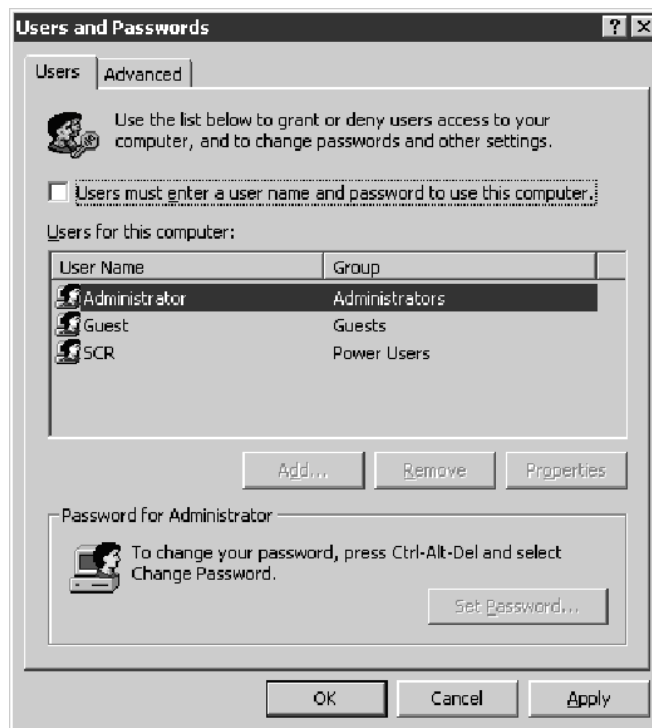 Users and Passwords
Users
Advanced
Use the list below to grant or deny users access to your
computer, and to change passwords and other settings.
Users must enter a user name and password to use this computer.
Users for this computer:
User Name Group
Administrator Administrators
Guest Guests
SCR Power Users
Add... Remove Properties
Password for Administrator
To change your password, press Ctrl-Alt-Del and select
Change Password.
Set Password...
OK Cancel Apply